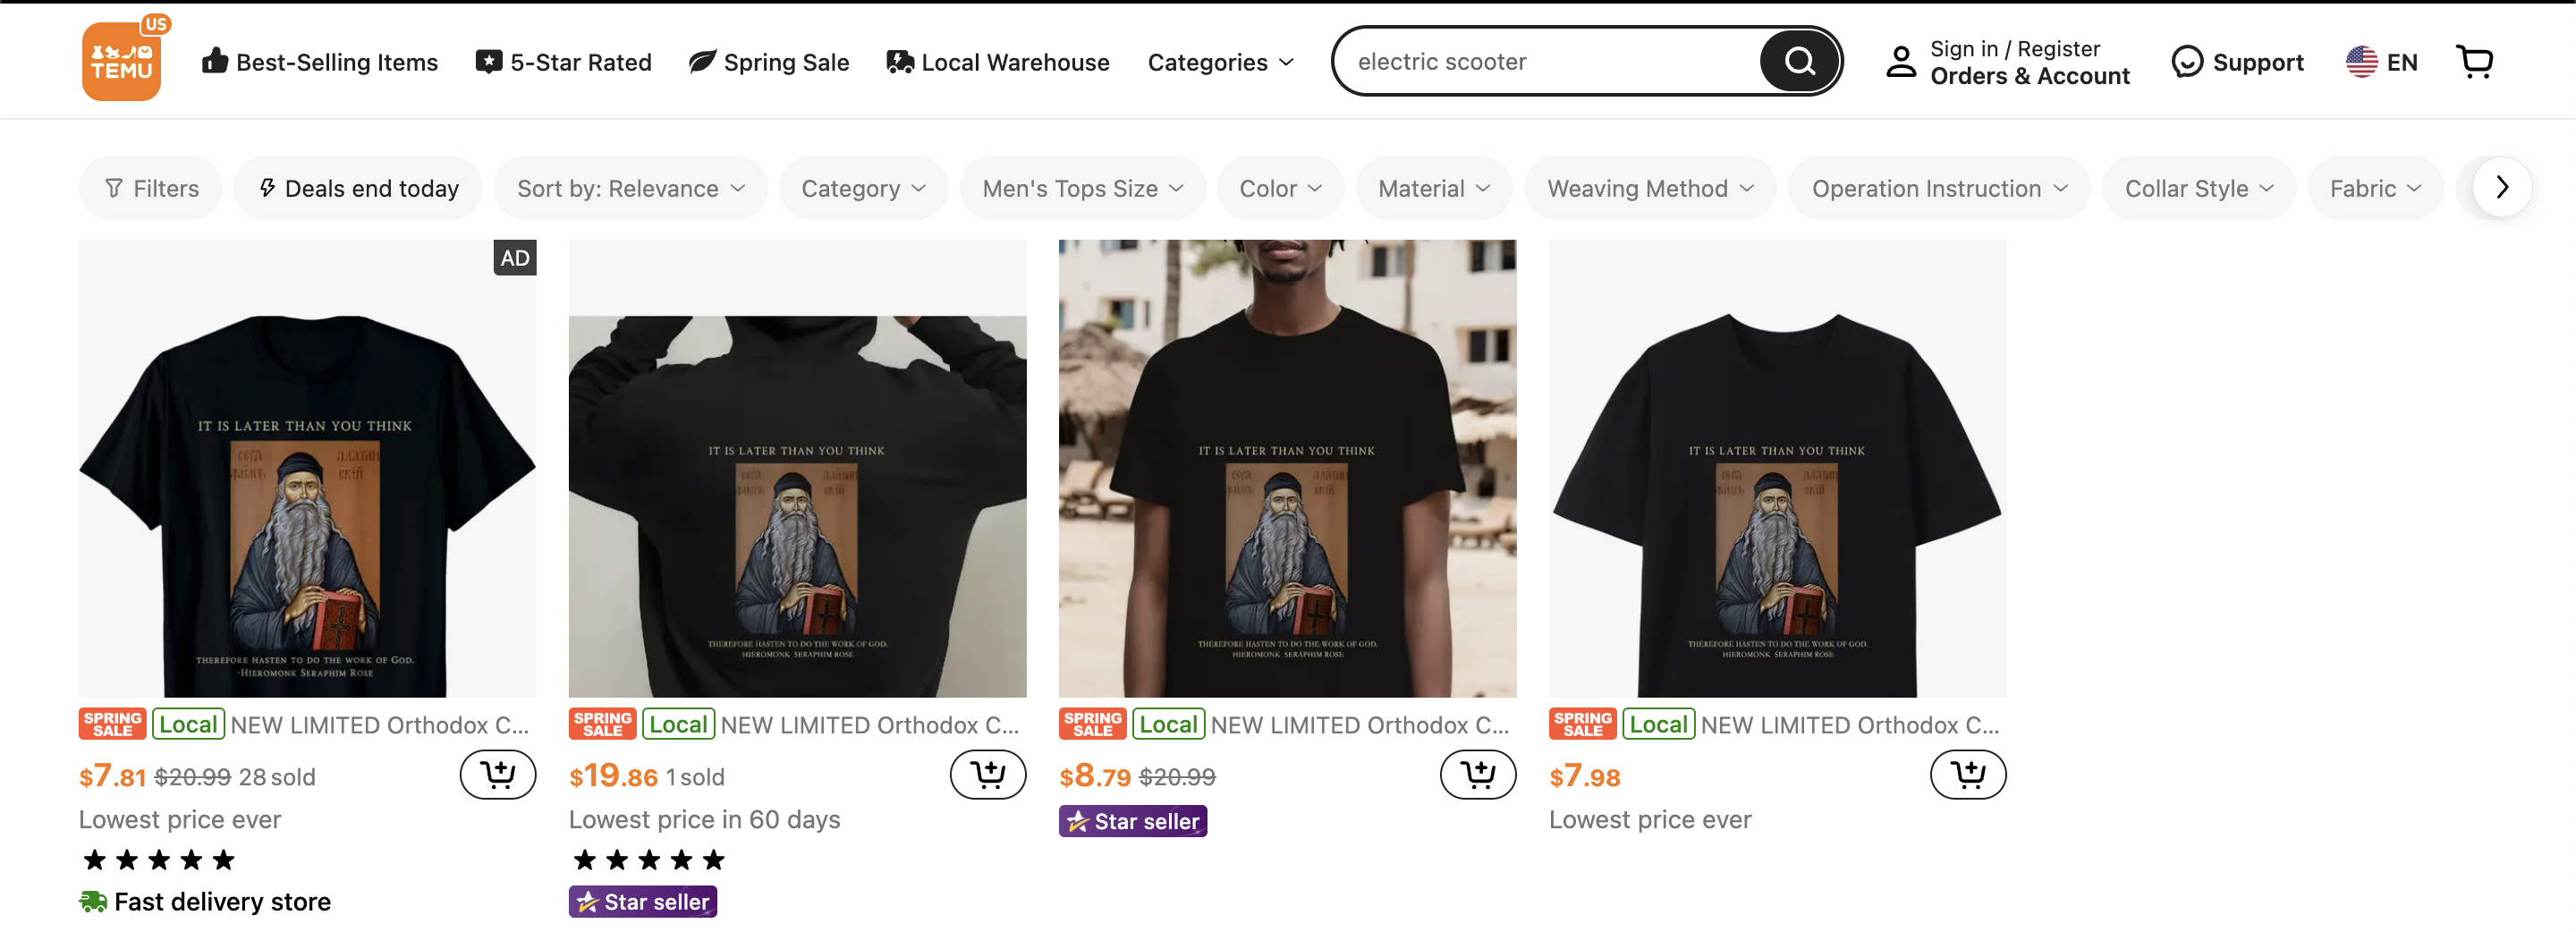 US
TEMU
Best-Selling Items
5-Star Rated
Spring Sale
Local Warehouse
Categories
electric scooter
Sign in / Register
Orders & Account
Support
EN
Filters
Deals end today
Sort by: Relevance
Category
Men's Tops Size
Color
Material
Weaving Method
Operation Instruction
Collar Style
Fabric
AD
IT IS LATER THAN YOU THINK
THEREFORE HASTEN TO DO THE WORK OF GOD.
-HIEROMONK SERAPHIM ROSE
SPRING SALE Local NEW LIMITED Orthodox C...
$7.81 $20.99 28 sold
Lowest price ever
Fast delivery store
IT IS LATER THAN YOU THINK
THEREFORE HASTEN TO DO THE WORK OF GOD.
HIEROMONK SERAPHIM ROSE
SPRING SALE Local NEW LIMITED Orthodox C...
$19.86 1 sold
Lowest price in 60 days
Star seller
IT IS LATER THAN YOU THINK
THEREFORE HASTEN TO DO THE WORK OF GOD.
HIEROMONK SERAPHIM ROSE
SPRING SALE Local NEW LIMITED Orthodox C...
$8.79 $20.99
Star seller
IT IS LATER THAN YOU THINK
THEREFORE HASTEN TO DO THE WORK OF GOD.
HIEROMONK SERAPHIM ROSE
SPRING SALE Local NEW LIMITED Orthodox C...
$7.98
Lowest price ever